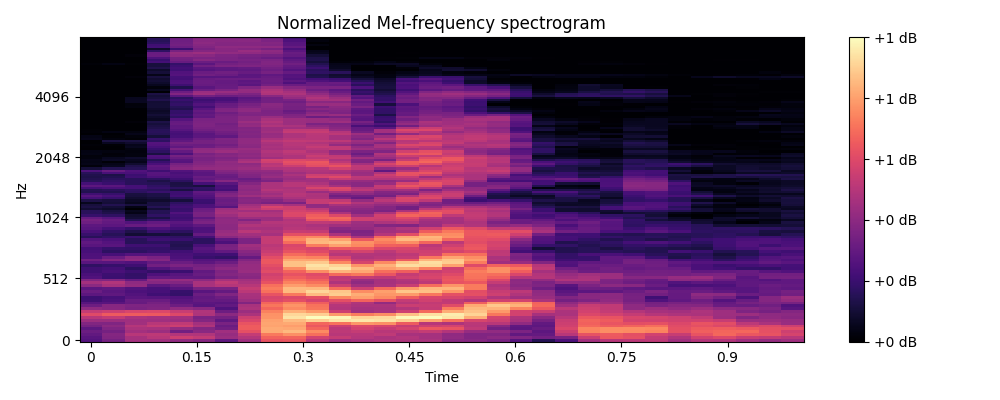 Normalized Mel-frequency spectrogram
Hz
4096
2048
1024
512
0
0 0.15 0.3 0.45 0.6 0.75 0.9
Time
+1 dB
+1 dB
+1 dB
+0 dB
+0 dB
+0 dB